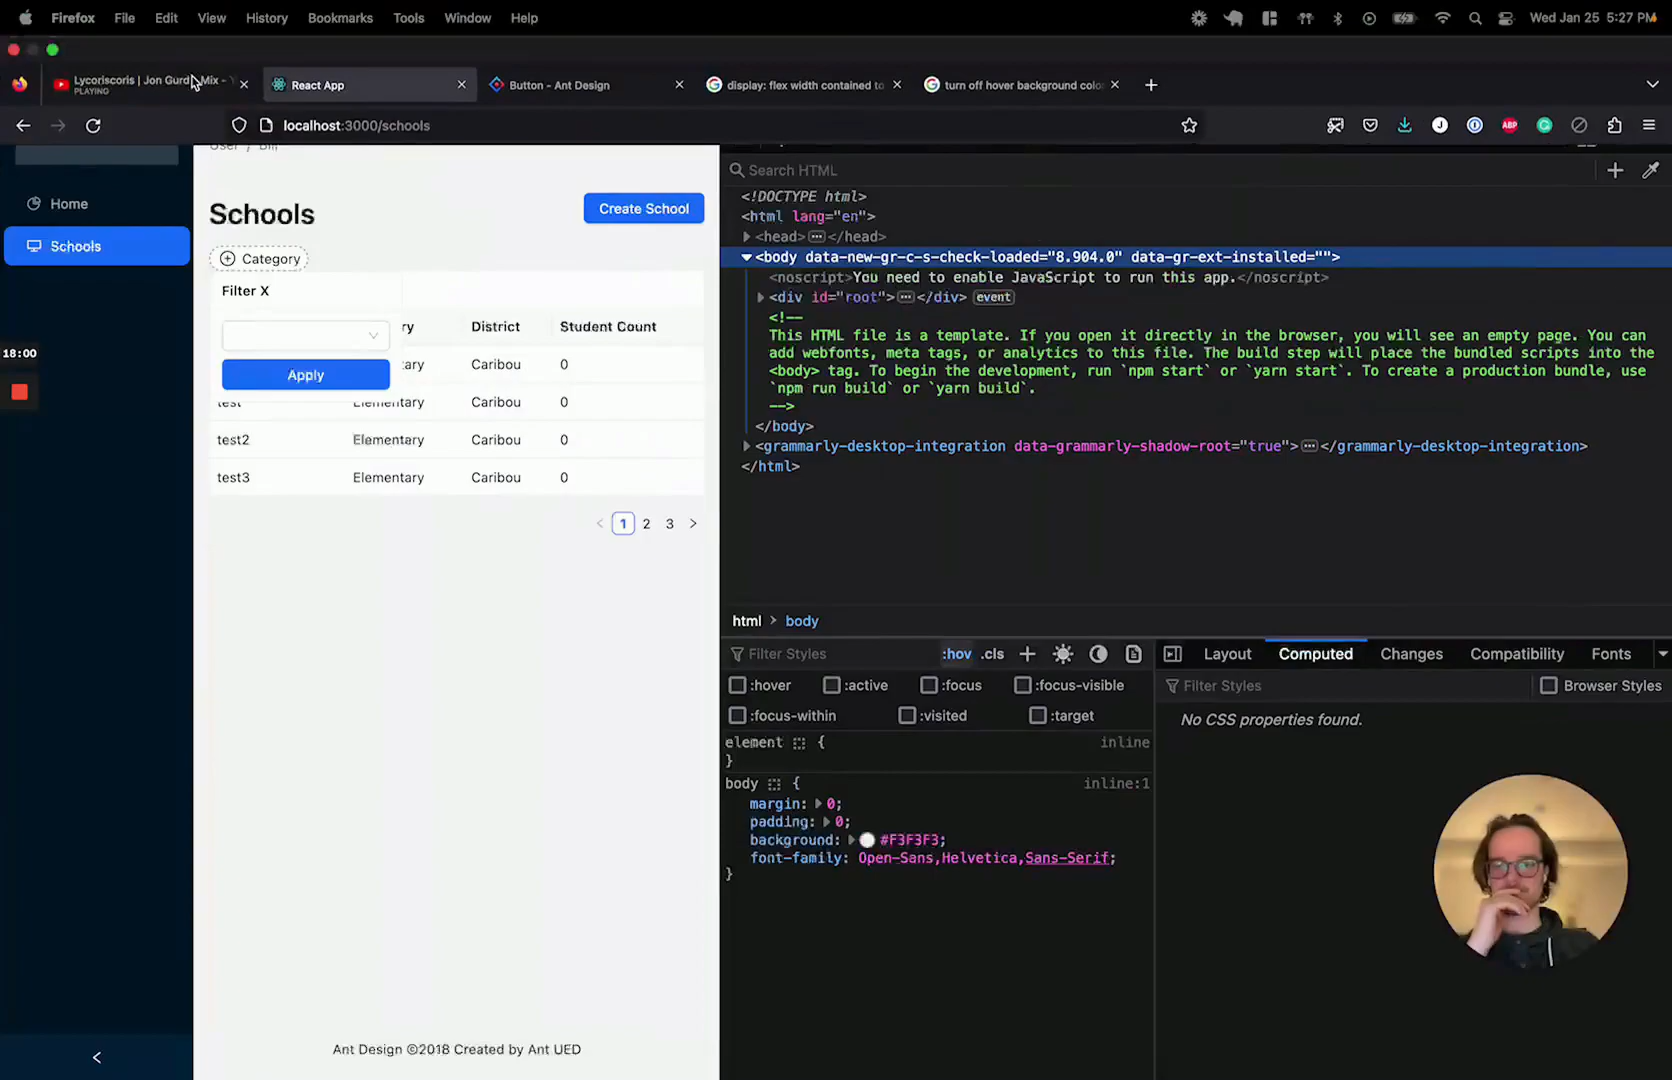 Firefox File Edit View History Bookmarks Tools Window Help Wed Jan 25 5:27 PM
Lycoriscoris | Jon Gurd
Mix -
PLAYING
React App
Button - Ant Design
display: flex width contained to
turn off hover background colo
localhost:3000/schools
User / Bill
Home
Schools
Schools
Create School
Category
Filter X
ry District Student Count
Apply
ary Caribou 0
test Elementary Caribou 0
test2 Elementary Caribou 0
test3 Elementary Caribou 0
< 1 2 3 >
18:00
Ant Design ©2018 Created by Ant UED
Search HTML
<!DOCTYPE html>
<html lang="en">
<head> </head>
<body data-new-gr-c-s-check-loaded="8.904.0" data-gr-ext-installed="">
<noscript>You need to enable JavaScript to run this app.</noscript>
<div id="root"> </div> event
<!--
This HTML file is a template. If you open it directly in the browser, you will see an empty page. You can
add webfonts, meta tags, or analytics to this file. The build step will place the bundled scripts into the
<body> tag. To begin the development, run `npm start` or `yarn start`. To create a production bundle, use
`npm run build` or `yarn build`.
-->
</body>
<grammarly-desktop-integration data-grammarly-shadow-root="true"> </grammarly-desktop-integration>
</html>
html > body
Filter Styles :hov .cls +
:hover :active :focus :focus-visible
:focus-within :visited :target
element { inline
}
body { inline:1
margin: 0;
padding: 0;
background: #F3F3F3;
font-family: Open-Sans,Helvetica,Sans-Serif;
}
Layout Computed Changes Compatibility Fonts
Filter Styles Browser Styles
No CSS properties found.
ABP